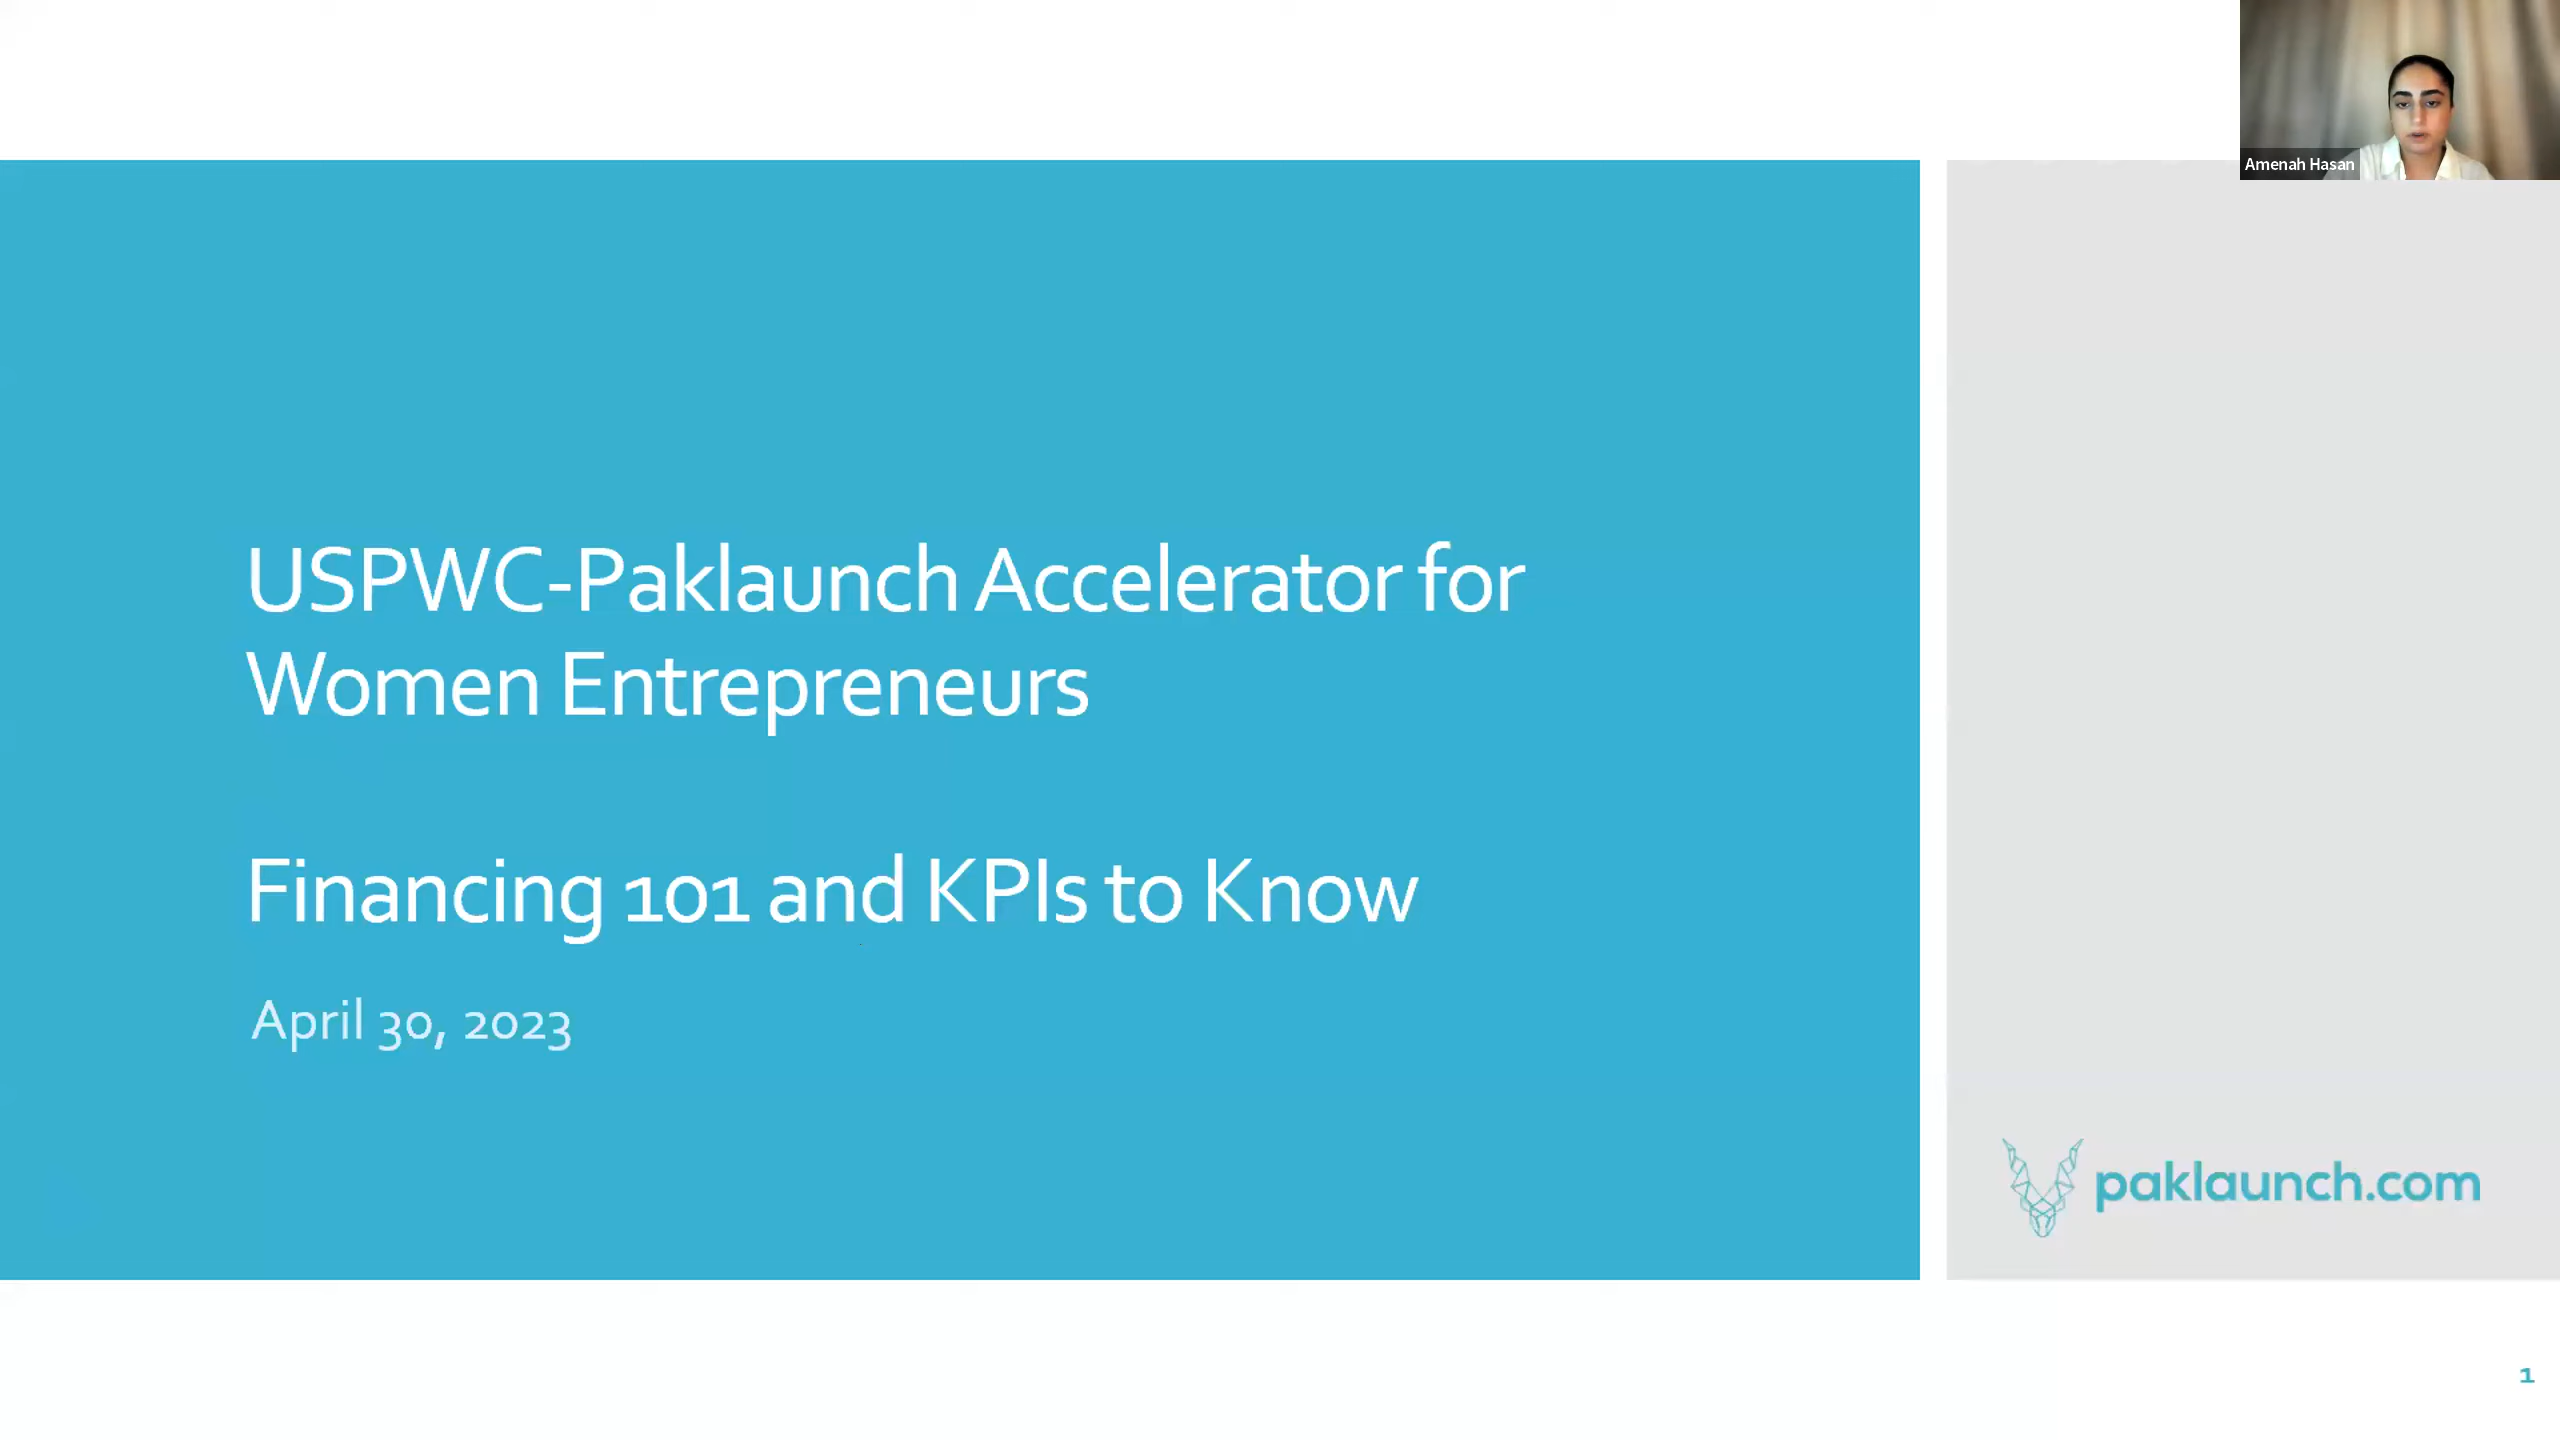 Amenah Hasan
USPWC-Paklaunch Accelerator for
Women Entrepreneurs
Financing 101 and KPIs to Know
April 30, 2023
paklaunch.com
1